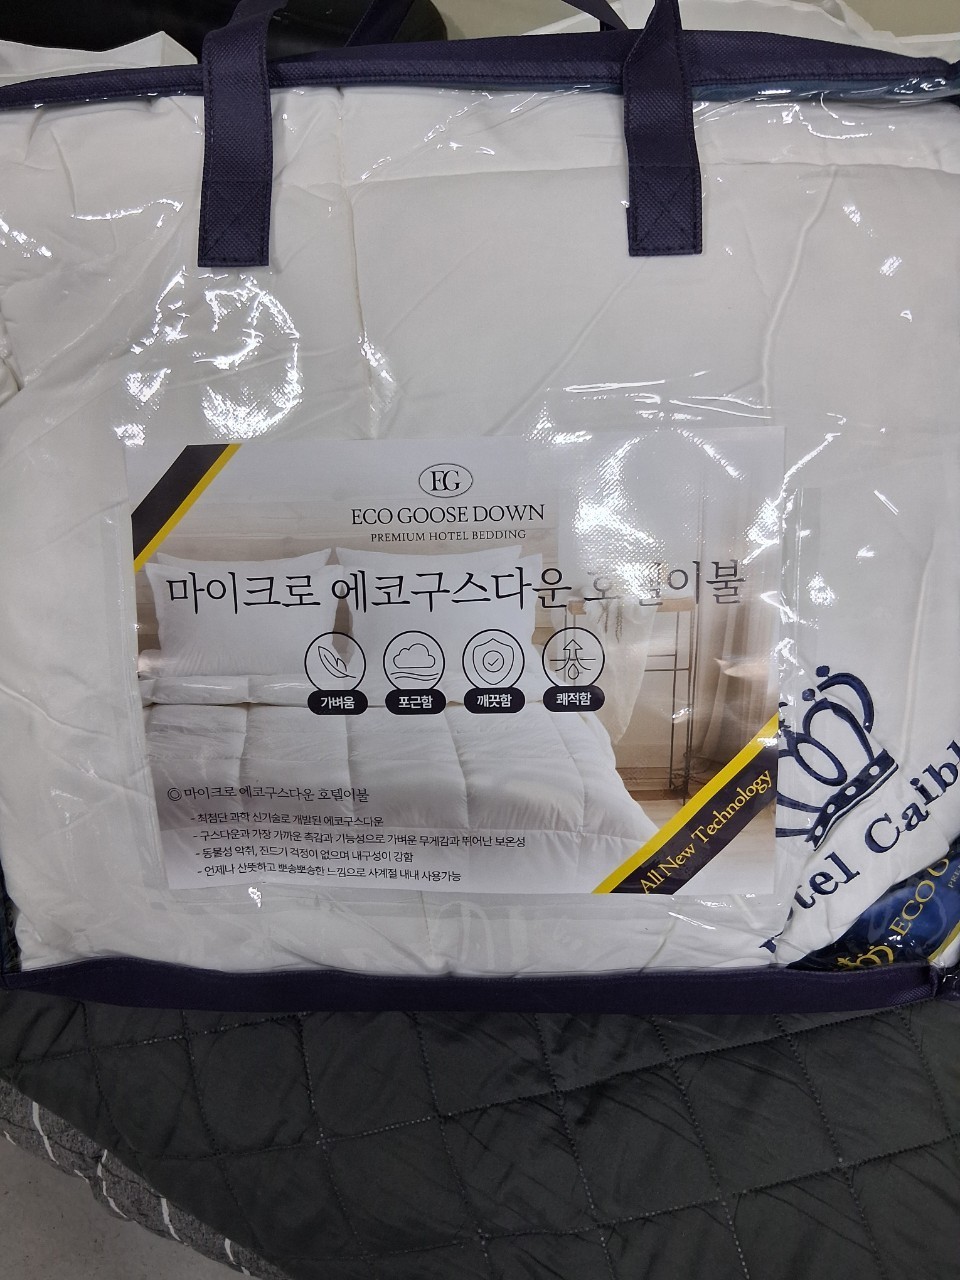 EG
ECO GOOSE DOWN
PREMIUM HOTEL BEDDING
마이크로 에코구스다운 호텔이불
가벼움 포근함 깨끗함 쾌적함
◎ 마이크로 에코구스다운 호텔이불
- 최첨단 과학 신기술로 개발된 에코구스다운
- 구스다운과 가장 가까운 촉감과 기능성으로 가벼운 무게감과 뛰어난 보온성
- 동물성 악취, 진드기 걱정이 없으며 내구성이 강함
- 언제나 산뜻하고 뽀송뽀송한 느낌으로 사계절 내내 사용가능
All New Technology
ECO